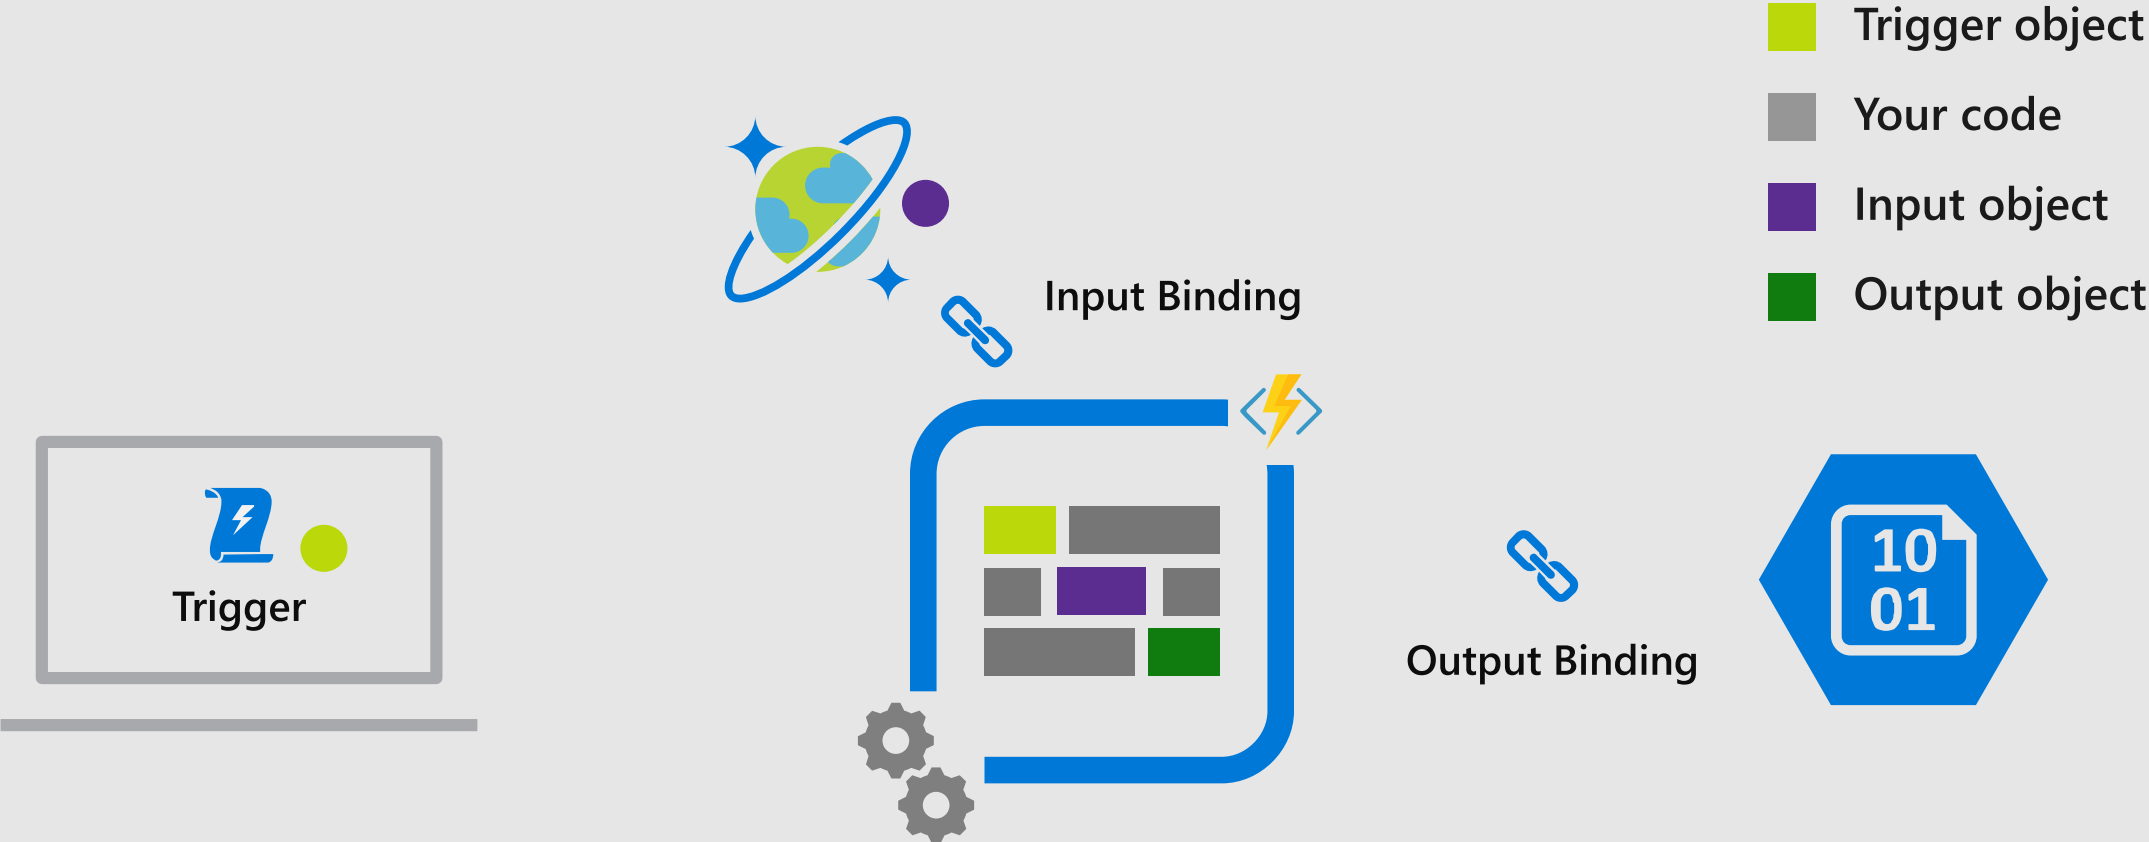 Trigger object
Your code
Input object
Output object
Input Binding
Trigger
Output Binding
10
01